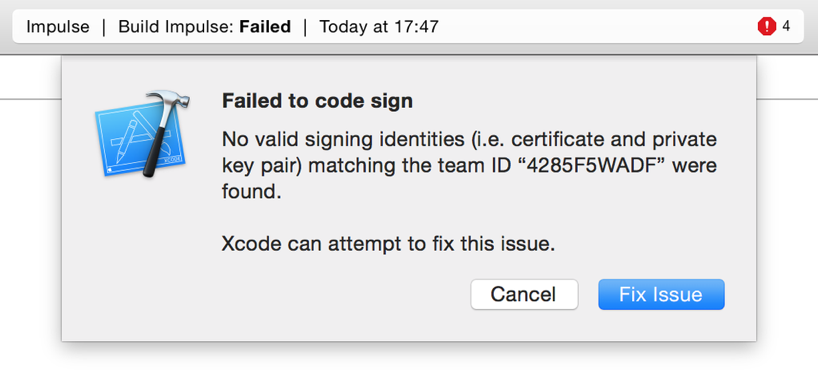 Impulse | Build Impulse: Failed | Today at 17:47 4
Failed to code sign
No valid signing identities (i.e. certificate and private
key pair) matching the team ID “4285F5WADF” were
found.
Xcode can attempt to fix this issue.
Cancel Fix Issue